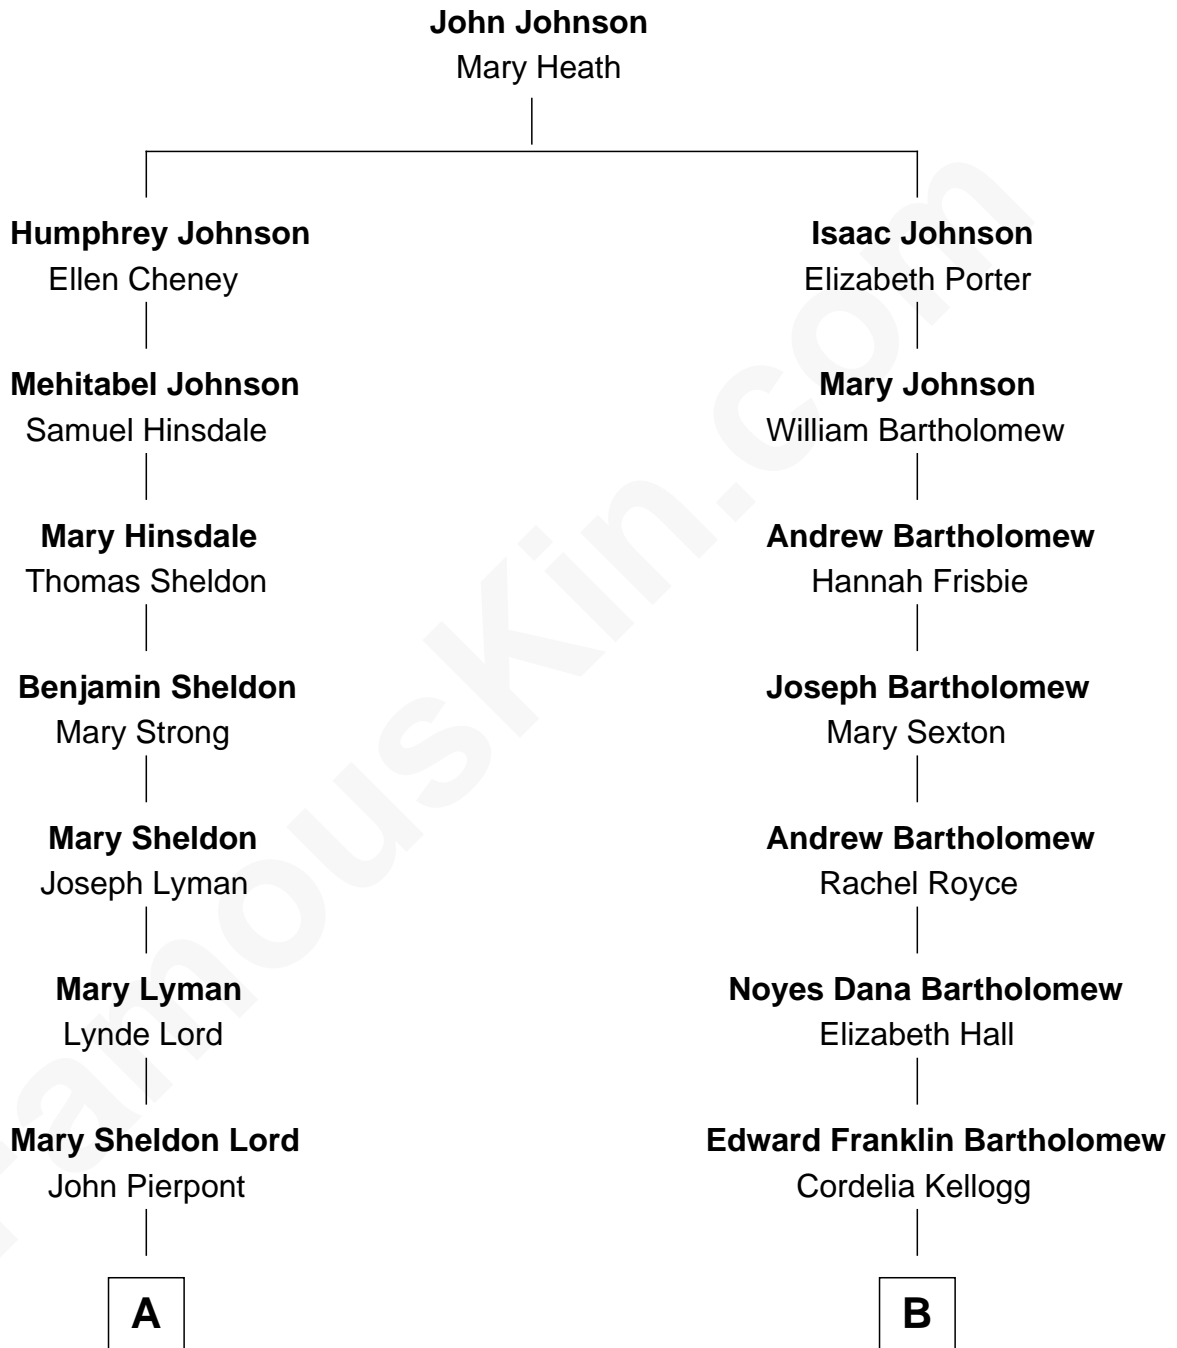 John Johnson
Mary Heath
Humphrey Johnson
Ellen Cheney
Isaac Johnson
Elizabeth Porter
Mehitabel Johnson
Samuel Hinsdale
Mary Johnson
William Bartholomew
Mary Hinsdale
Thomas Sheldon
Andrew Bartholomew
Hannah Frisbie
Benjamin Sheldon
Mary Strong
Joseph Bartholomew
Mary Sexton
Mary Sheldon
Joseph Lyman
Andrew Bartholomew
Rachel Royce
Mary Lyman
Lynde Lord
Noyes Dana Bartholomew
Elizabeth Hall
Mary Sheldon Lord
John Pierpont
Edward Franklin Bartholomew
Cordelia Kellogg
A
B
FamousKin.com